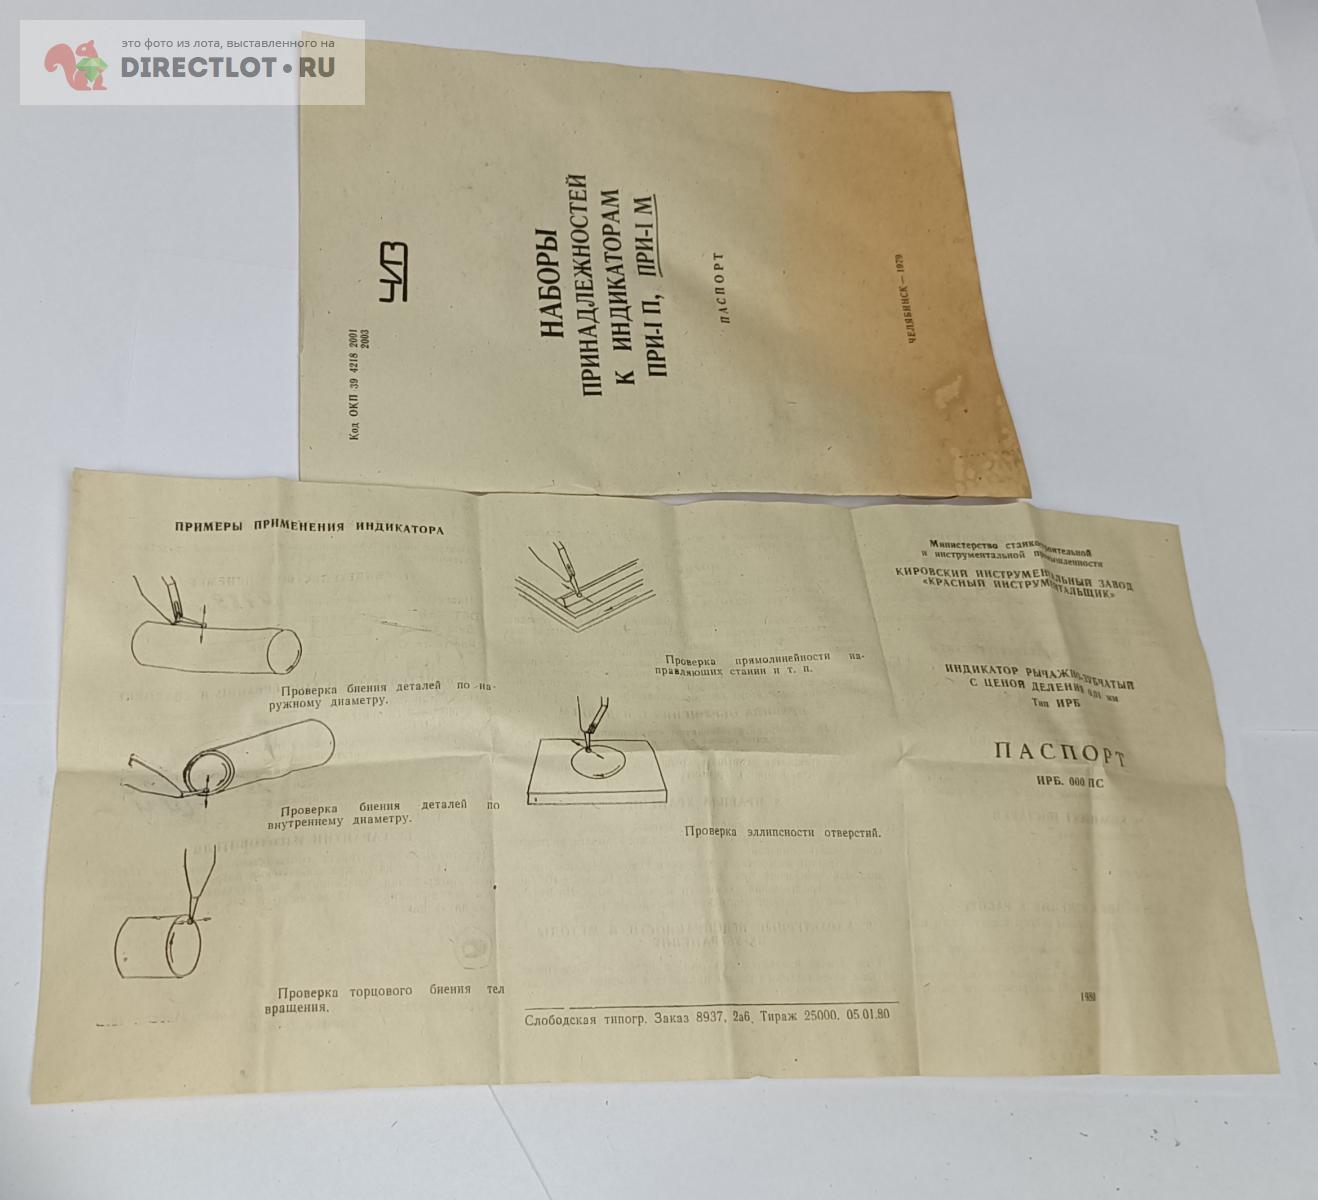 это фото из лота, выставленного на
DIRECTLOT•RU
Код ОКП 39 4218 2001
2003
ЧИЗ
НАБОРЫ
ПРИНАДЛЕЖНОСТЕЙ
К ИНДИКАТОРАМ
ПРИ-I П, ПРИ-I М
ПАСПОРТ
ЧЕЛЯБИНСК — 1979
ПРИМЕРЫ ПРИМЕНЕНИЯ ИНДИКАТОРА
Проверка биения деталей по на-
ружному диаметру.
Проверка биения деталей по
внутреннему диаметру.
Проверка торцового биения тел
вращения.
Проверка прямолинейности на-
правляющих станин и т. п.
Проверка эллипсности отверстий.
Слободская типогр. Заказ 8937, 2а6, Тираж 25000. 05.01.80
Министерство станкостроительной
и инструментальной промышленности
КИРОВСКИЙ ИНСТРУМЕНТАЛЬНЫЙ ЗАВОД
«КРАСНЫЙ ИНСТРУМЕНТАЛЬЩИК»
ИНДИКАТОР РЫЧАЖНО-ЗУБЧАТЫЙ
С ЦЕНОЙ ДЕЛЕНИЯ 0,01 мм
Тип ИРБ
ПАСПОРТ
ИРБ. 000 ПС
1980